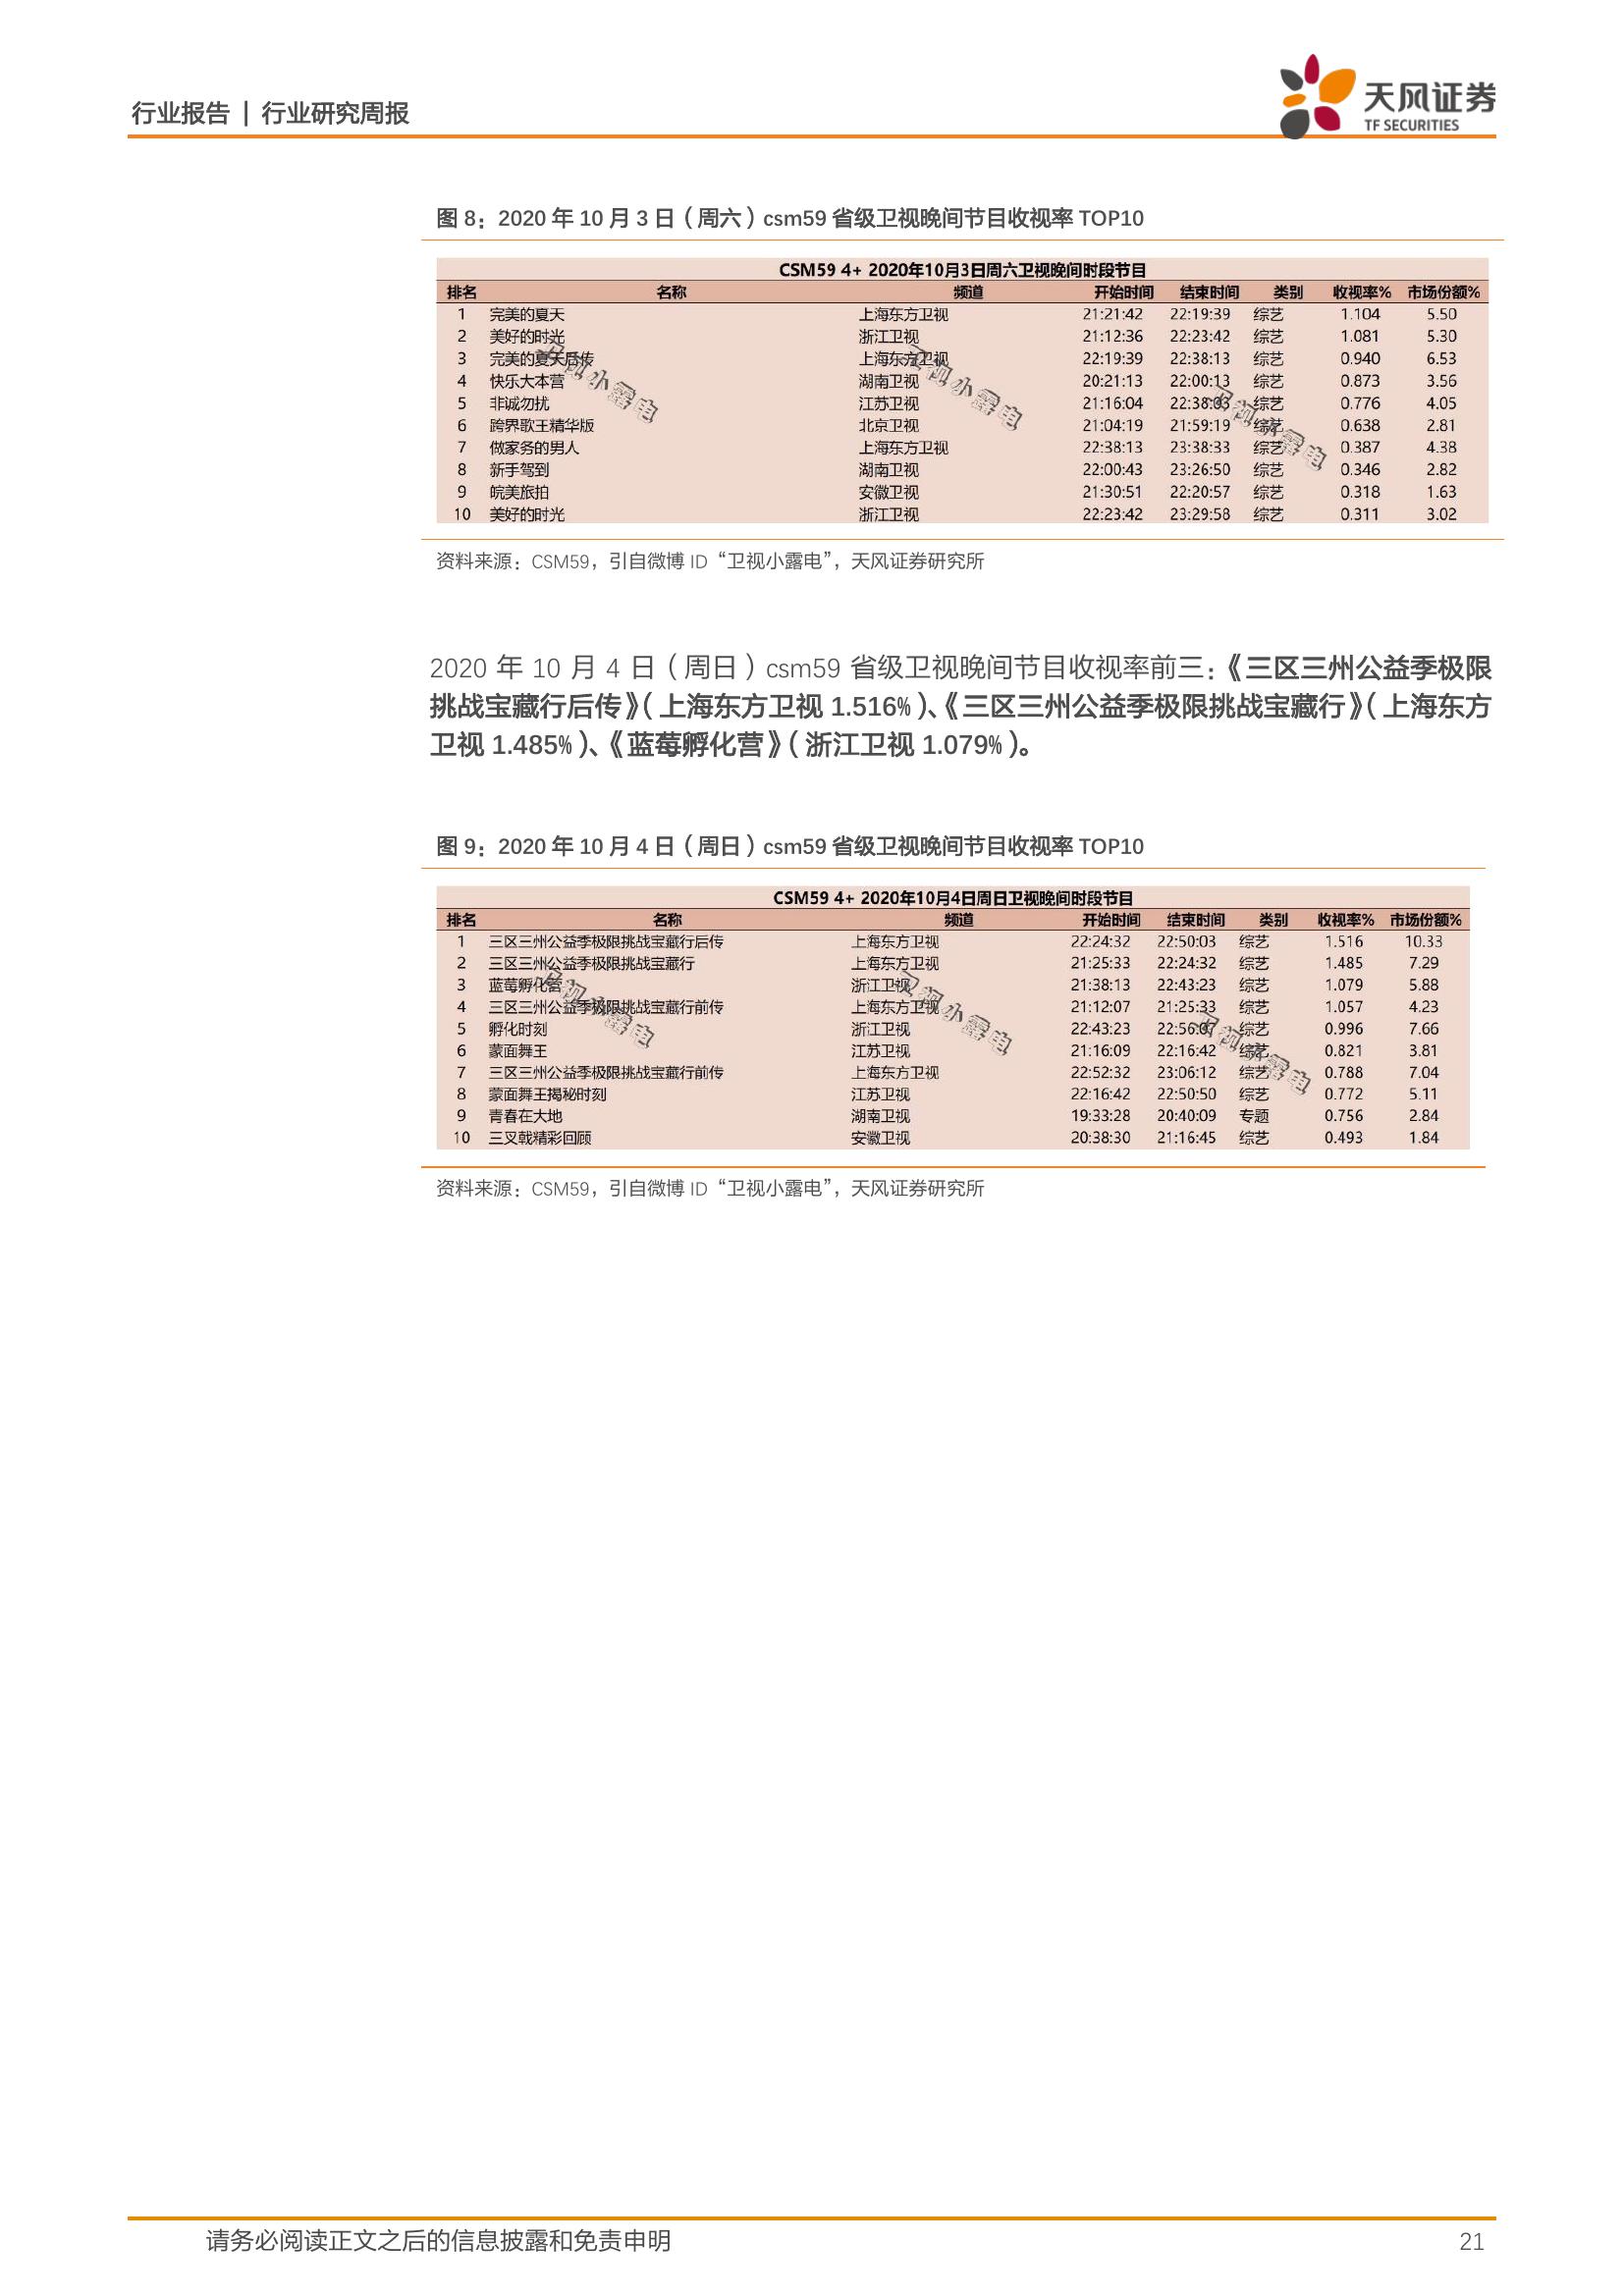 行业报告 | 行业研究周报
天风证券
TF SECURITIES
图 8：2020 年 10 月 3 日（周六）csm59 省级卫视晚间节目收视率 TOP10
CSM59 4+ 2020年10月3日周六卫视晚间时段节目
排名 名称 频道 开始时间 结束时间 类别 收视率% 市场份额%
1 完美的夏天 上海东方卫视 21:21:42 22:19:39 综艺 1.104 5.50
2 美好的时光 浙江卫视 21:12:36 22:23:42 综艺 1.081 5.30
3 完美的夏天后传 上海东方卫视 22:19:39 22:38:13 综艺 0.940 6.53
4 快乐大本营 湖南卫视 20:21:13 22:00:13 综艺 0.873 3.56
5 非诚勿扰 江苏卫视 21:16:04 综艺 0.776 4.05
6 跨界歌王精华版 北京卫视 21:04:19 21:59:19 综艺 0.638 2.81
7 做家务的男人 上海东方卫视 22:38:13 23:38:33 综艺 0.387 4.38
8 新手驾到 湖南卫视 22:00:43 23:26:50 综艺 0.346 2.82
9 皖美旅拍 安徽卫视 21:30:51 22:20:57 综艺 0.318 1.63
10 美好的时光 浙江卫视 22:23:42 23:29:58 综艺 0.311 3.02
卫视小露电
卫视小露电
卫视小露电
资料来源：CSM59，引自微博 ID“卫视小露电”，天风证券研究所
2020 年 10 月 4 日（周日）csm59 省级卫视晚间节目收视率前三：《三区三州公益季极限
挑战宝藏行后传》（上海东方卫视 1.516%）、《三区三州公益季极限挑战宝藏行》（上海东方
卫视 1.485%）、《蓝莓孵化营》（浙江卫视 1.079%）。
图 9：2020 年 10 月 4 日（周日）csm59 省级卫视晚间节目收视率 TOP10
CSM59 4+ 2020年10月4日周日卫视晚间时段节目
排名 名称 频道 开始时间 结束时间 类别 收视率% 市场份额%
1 三区三州公益季极限挑战宝藏行后传 上海东方卫视 22:24:32 22:50:03 综艺 1.516 10.33
2 三区三州公益季极限挑战宝藏行 上海东方卫视 21:25:33 22:24:32 综艺 1.485 7.29
3 蓝莓孵化营 浙江卫视 21:38:13 22:43:23 综艺 1.079 5.88
4 三区三州公益季极限挑战宝藏行前传 上海东方卫视 21:12:07 21:25:33 综艺 1.057 4.23
5 孵化时刻 浙江卫视 22:43:23 综艺 0.996 7.66
6 蒙面舞王 江苏卫视 21:16:09 22:16:42 综艺 0.821 3.81
7 三区三州公益季极限挑战宝藏行前传 上海东方卫视 22:52:32 23:06:12 综艺 0.788 7.04
8 蒙面舞王揭秘时刻 江苏卫视 22:16:42 22:50:50 综艺 0.772 5.11
9 青春在大地 湖南卫视 19:33:28 20:40:09 专题 0.756 2.84
10 三叉戟精彩回顾 安徽卫视 20:38:30 21:16:45 综艺 0.493 1.84
卫视小露电
卫视小露电
卫视小露电
资料来源：CSM59，引自微博 ID“卫视小露电”，天风证券研究所
请务必阅读正文之后的信息披露和免责申明 21